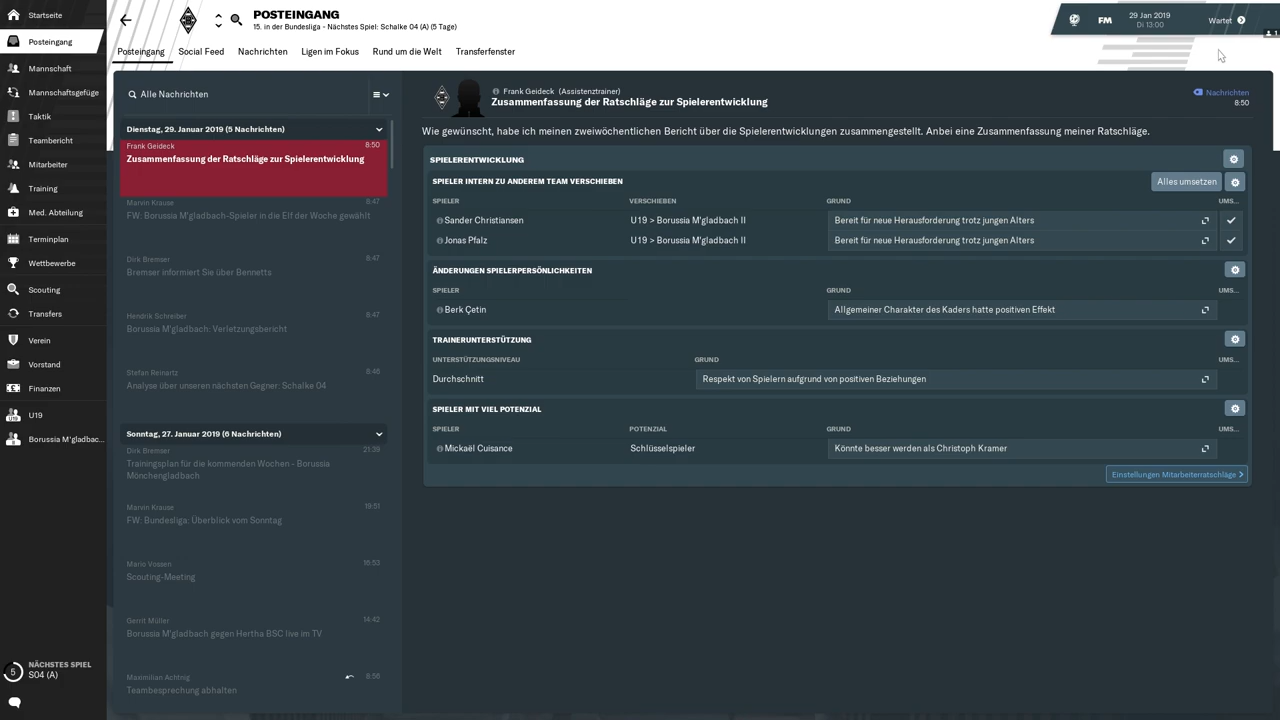 Startseite
Posteingang
Mannschaft
Mannschaftsgefüge
Taktik
Teambericht
Mitarbeiter
Training
Med. Abteilung
Terminplan
Wettbewerbe
Scouting
Transfers
Verein
Vorstand
Finanzen
U19
Borussia M'gladbac...
5
NÄCHSTES SPIEL
S04 (A)
POSTEINGANG
15. in der Bundesliga - Nächstes Spiel: Schalke 04 (A) (5 Tage)
Posteingang Social Feed Nachrichten Ligen im Fokus Rund um die Welt Transferfenster
FM
29 Jan 2019
Di 13:00
Wartet
1
Alle Nachrichten
Dienstag, 29. Januar 2019 (5 Nachrichten)
Frank Geideck 8:50
Zusammenfassung der Ratschläge zur Spielerentwicklung
Marvin Krause 8:47
FW: Borussia M'gladbach-Spieler in die Elf der Woche gewählt
Dirk Bremser 8:47
Bremser informiert Sie über Bennetts
Hendrik Schreiber 8:47
Borussia M'gladbach: Verletzungsbericht
Stefan Reinartz 8:46
Analyse über unseren nächsten Gegner: Schalke 04
Sonntag, 27. Januar 2019 (6 Nachrichten)
Dirk Bremser 21:39
Trainingsplan für die kommenden Wochen - Borussia
Mönchengladbach
Marvin Krause 19:51
FW: Bundesliga: Überblick vom Sonntag
Mario Vossen 16:53
Scouting-Meeting
Gerrit Müller 14:42
Borussia M'gladbach gegen Hertha BSC live im TV
Maximilian Achtnig 8:56
Teambesprechung abhalten
Frank Geideck (Assistenztrainer)
Zusammenfassung der Ratschläge zur Spielerentwicklung
Nachrichten
8:50
Wie gewünscht, habe ich meinen zweiwöchentlichen Bericht über die Spielerentwicklungen zusammengestellt. Anbei eine Zusammenfassung meiner Ratschläge.
SPIELERENTWICKLUNG
SPIELER INTERN ZU ANDEREM TEAM VERSCHIEBEN Alles umsetzen
SPIELER VERSCHIEBEN GRUND UMS...
Sander Christiansen U19 > Borussia M'gladbach II Bereit für neue Herausforderung trotz jungen Alters
Jonas Pfalz U19 > Borussia M'gladbach II Bereit für neue Herausforderung trotz jungen Alters
ÄNDERUNGEN SPIELERPERSÖNLICHKEITEN
SPIELER GRUND UMS...
Berk Çetin Allgemeiner Charakter des Kaders hatte positiven Effekt
TRAINERUNTERSTÜTZUNG
UNTERSTÜTZUNGSNIVEAU GRUND UMS...
Durchschnitt Respekt von Spielern aufgrund von positiven Beziehungen
SPIELER MIT VIEL POTENZIAL
SPIELER POTENZIAL GRUND UMS...
Mickaël Cuisance Schlüsselspieler Könnte besser werden als Christoph Kramer
Einstellungen Mitarbeiterratschläge